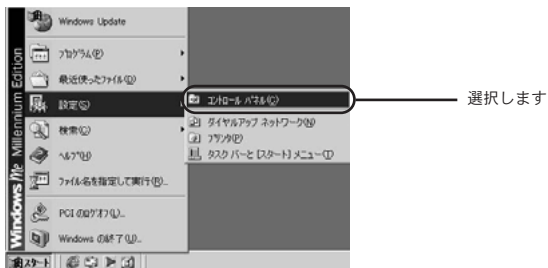 Windows Update
プログラム(P)
最近使ったファイル(D)
設定(S)
コントロール パネル(C)
選択します
ダイヤルアップ ネットワーク(N)
検索(C)
プリンタ(P)
ヘルプ(H)
タスク バーと [スタート] メニュー(T)
ファイル名を指定して実行(R)...
PCI のログオフ(L)...
Windows の終了(U)...
Windows Me Millennium Edition
スタート